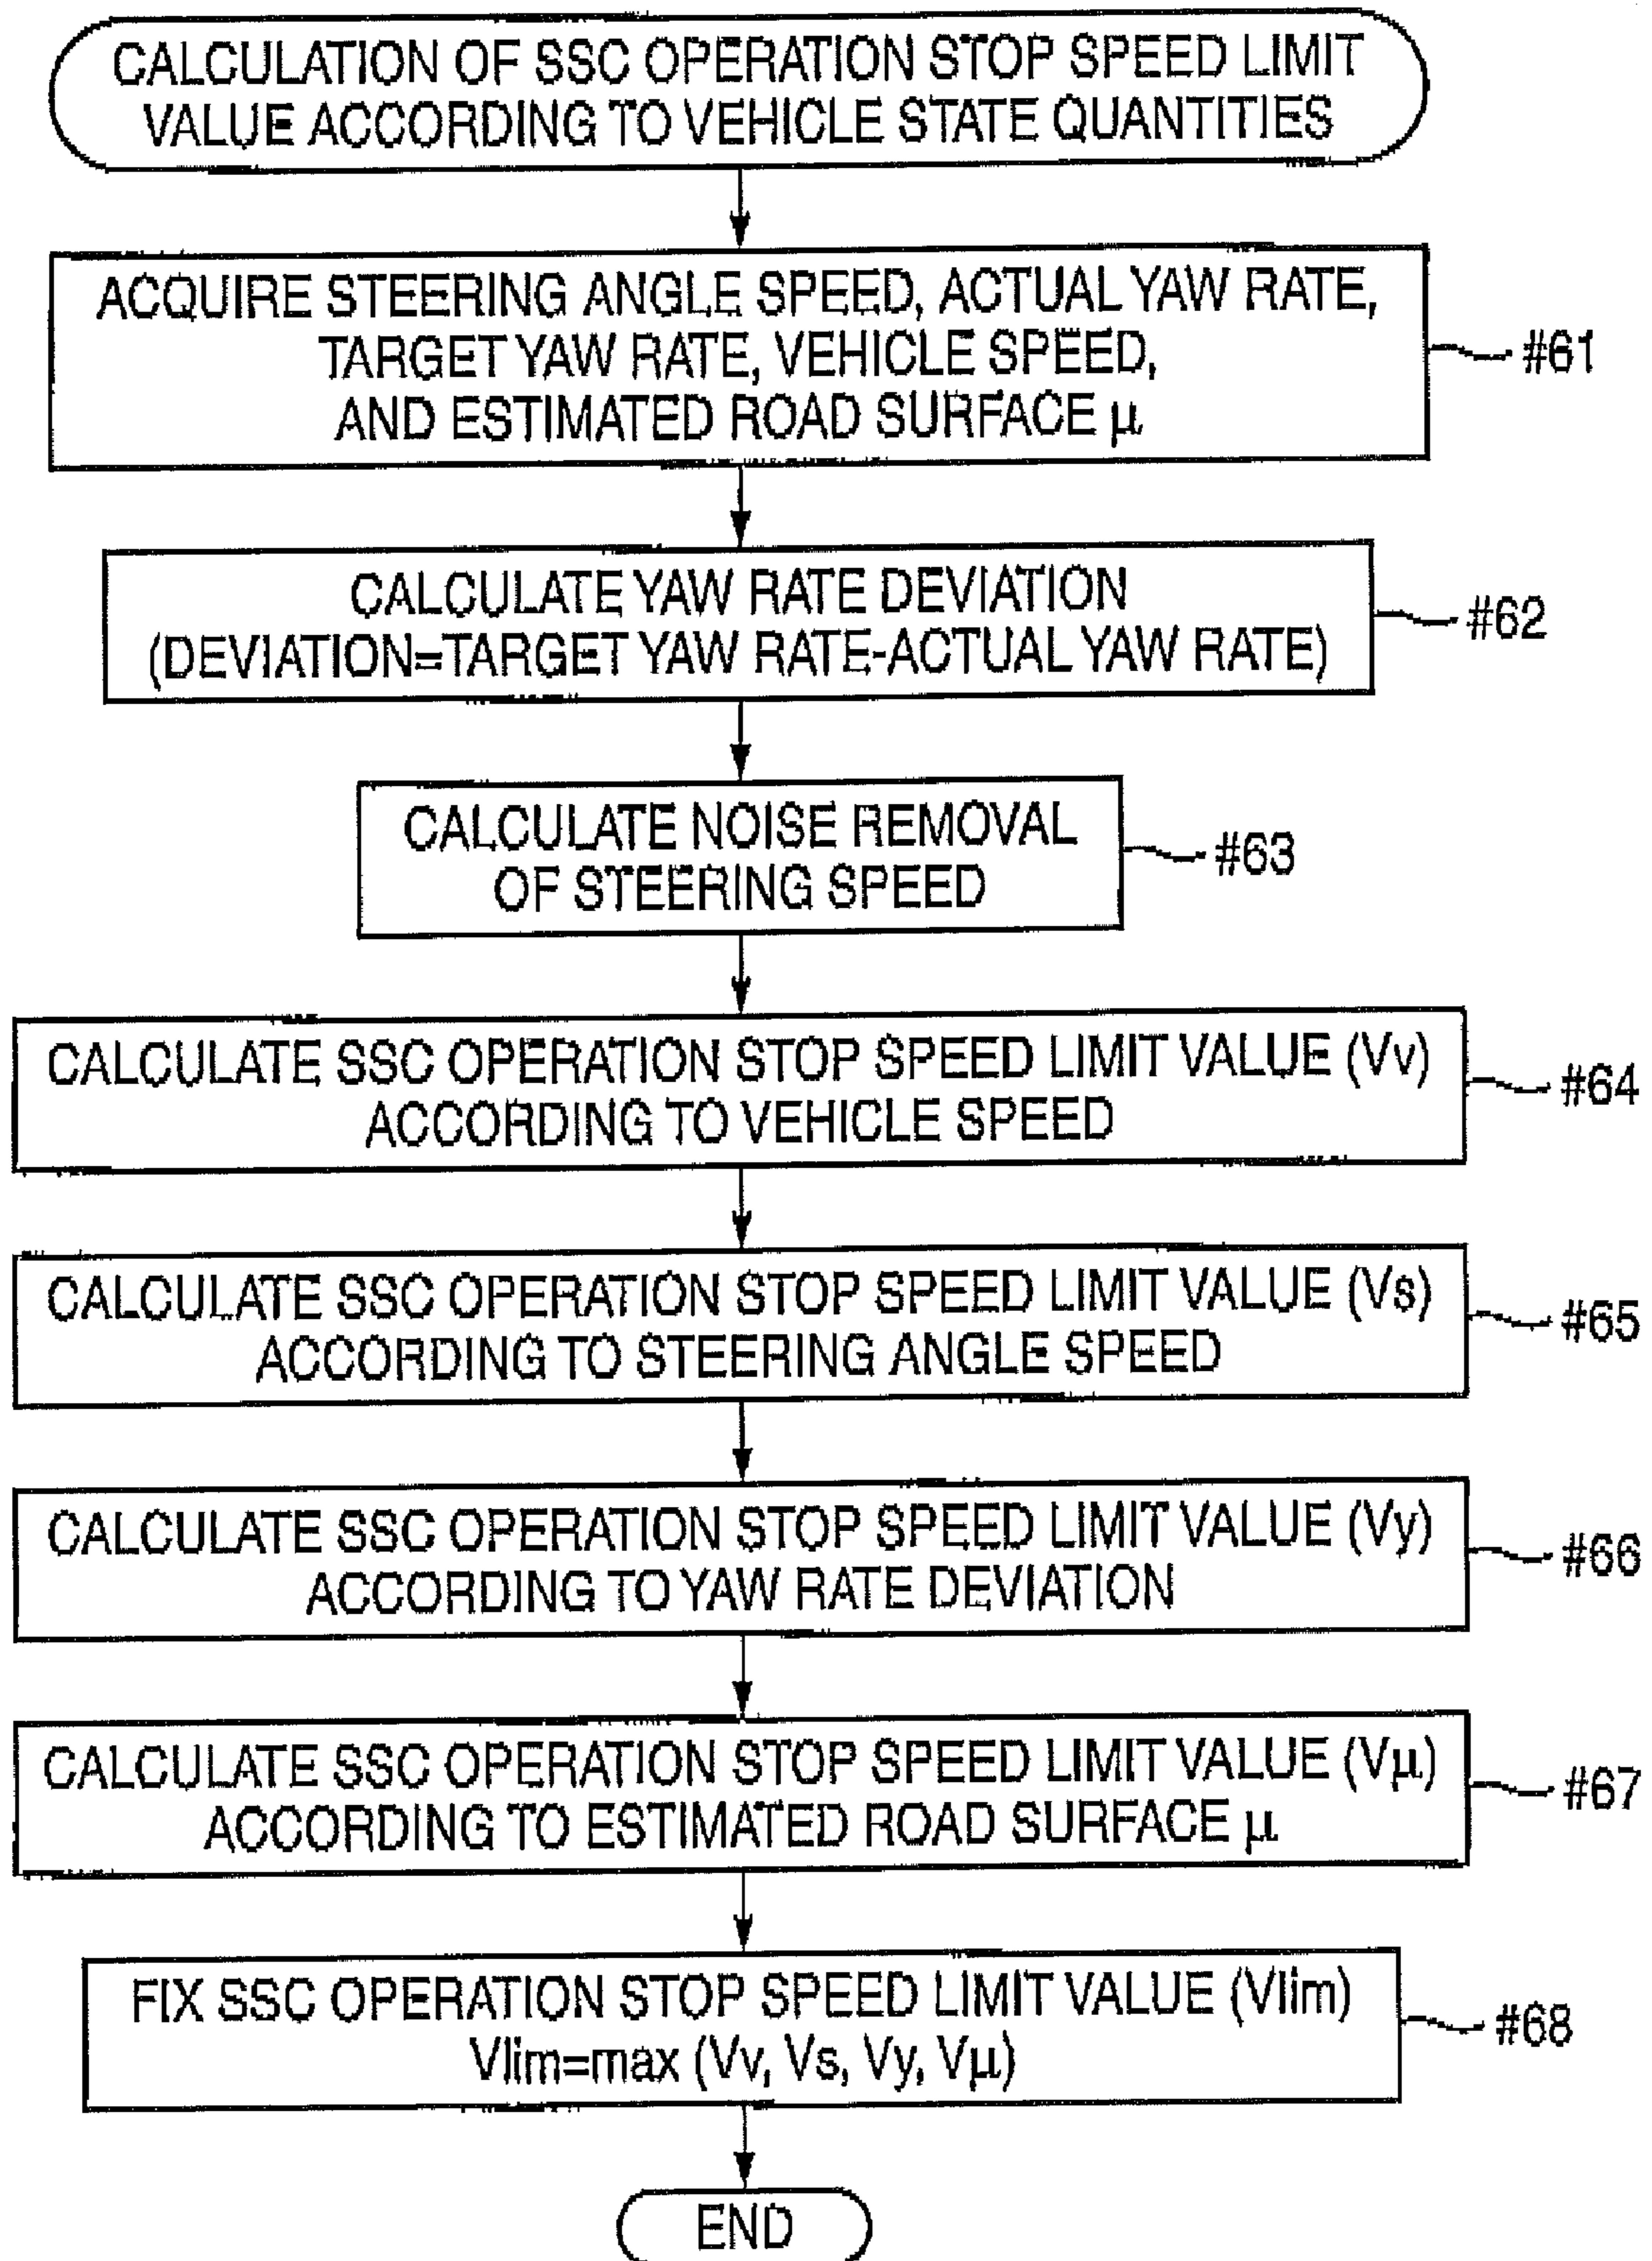 CALCULATION OF SSC OPERATION STOP SPEED LIMIT
VALUE ACCORDING TO VEHICLE STATE QUANTITIES
ACQUIRE STEERING ANGLE SPEED, ACTUAL YAW RATE,
TARGET YAW RATE, VEHICLE SPEED,
AND ESTIMATED ROAD SURFACE μ
#61
CALCULATE YAW RATE DEVIATION
(DEVIATION=TARGET YAW RATE-ACTUAL YAW RATE)
#62
CALCULATE NOISE REMOVAL
OF STEERING SPEED
#63
CALCULATE SSC OPERATION STOP SPEED LIMIT VALUE (Vv)
ACCORDING TO VEHICLE SPEED
#64
CALCULATE SSC OPERATION STOP SPEED LIMIT VALUE (Vs)
ACCORDING TO STEERING ANGLE SPEED
#65
CALCULATE SSC OPERATION STOP SPEED LIMIT VALUE (Vy)
ACCORDING TO YAW RATE DEVIATION
#66
CALCULATE SSC OPERATION STOP SPEED LIMIT VALUE (Vμ)
ACCORDING TO ESTIMATED ROAD SURFACE μ
#67
FIX SSC OPERATION STOP SPEED LIMIT VALUE (Vlim)
Vlim=max (Vv, Vs, Vy, Vμ)
#68
END